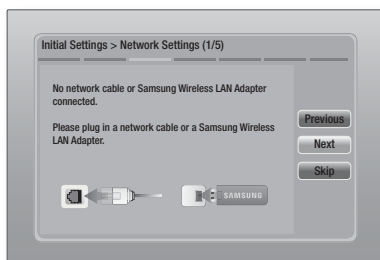 Initial Settings > Network Settings (1/5)
No network cable or Samsung Wireless LAN Adapter
connected.
Please plug in a network cable or a Samsung Wireless
LAN Adapter.
Previous
Next
Skip
SAMSUNG